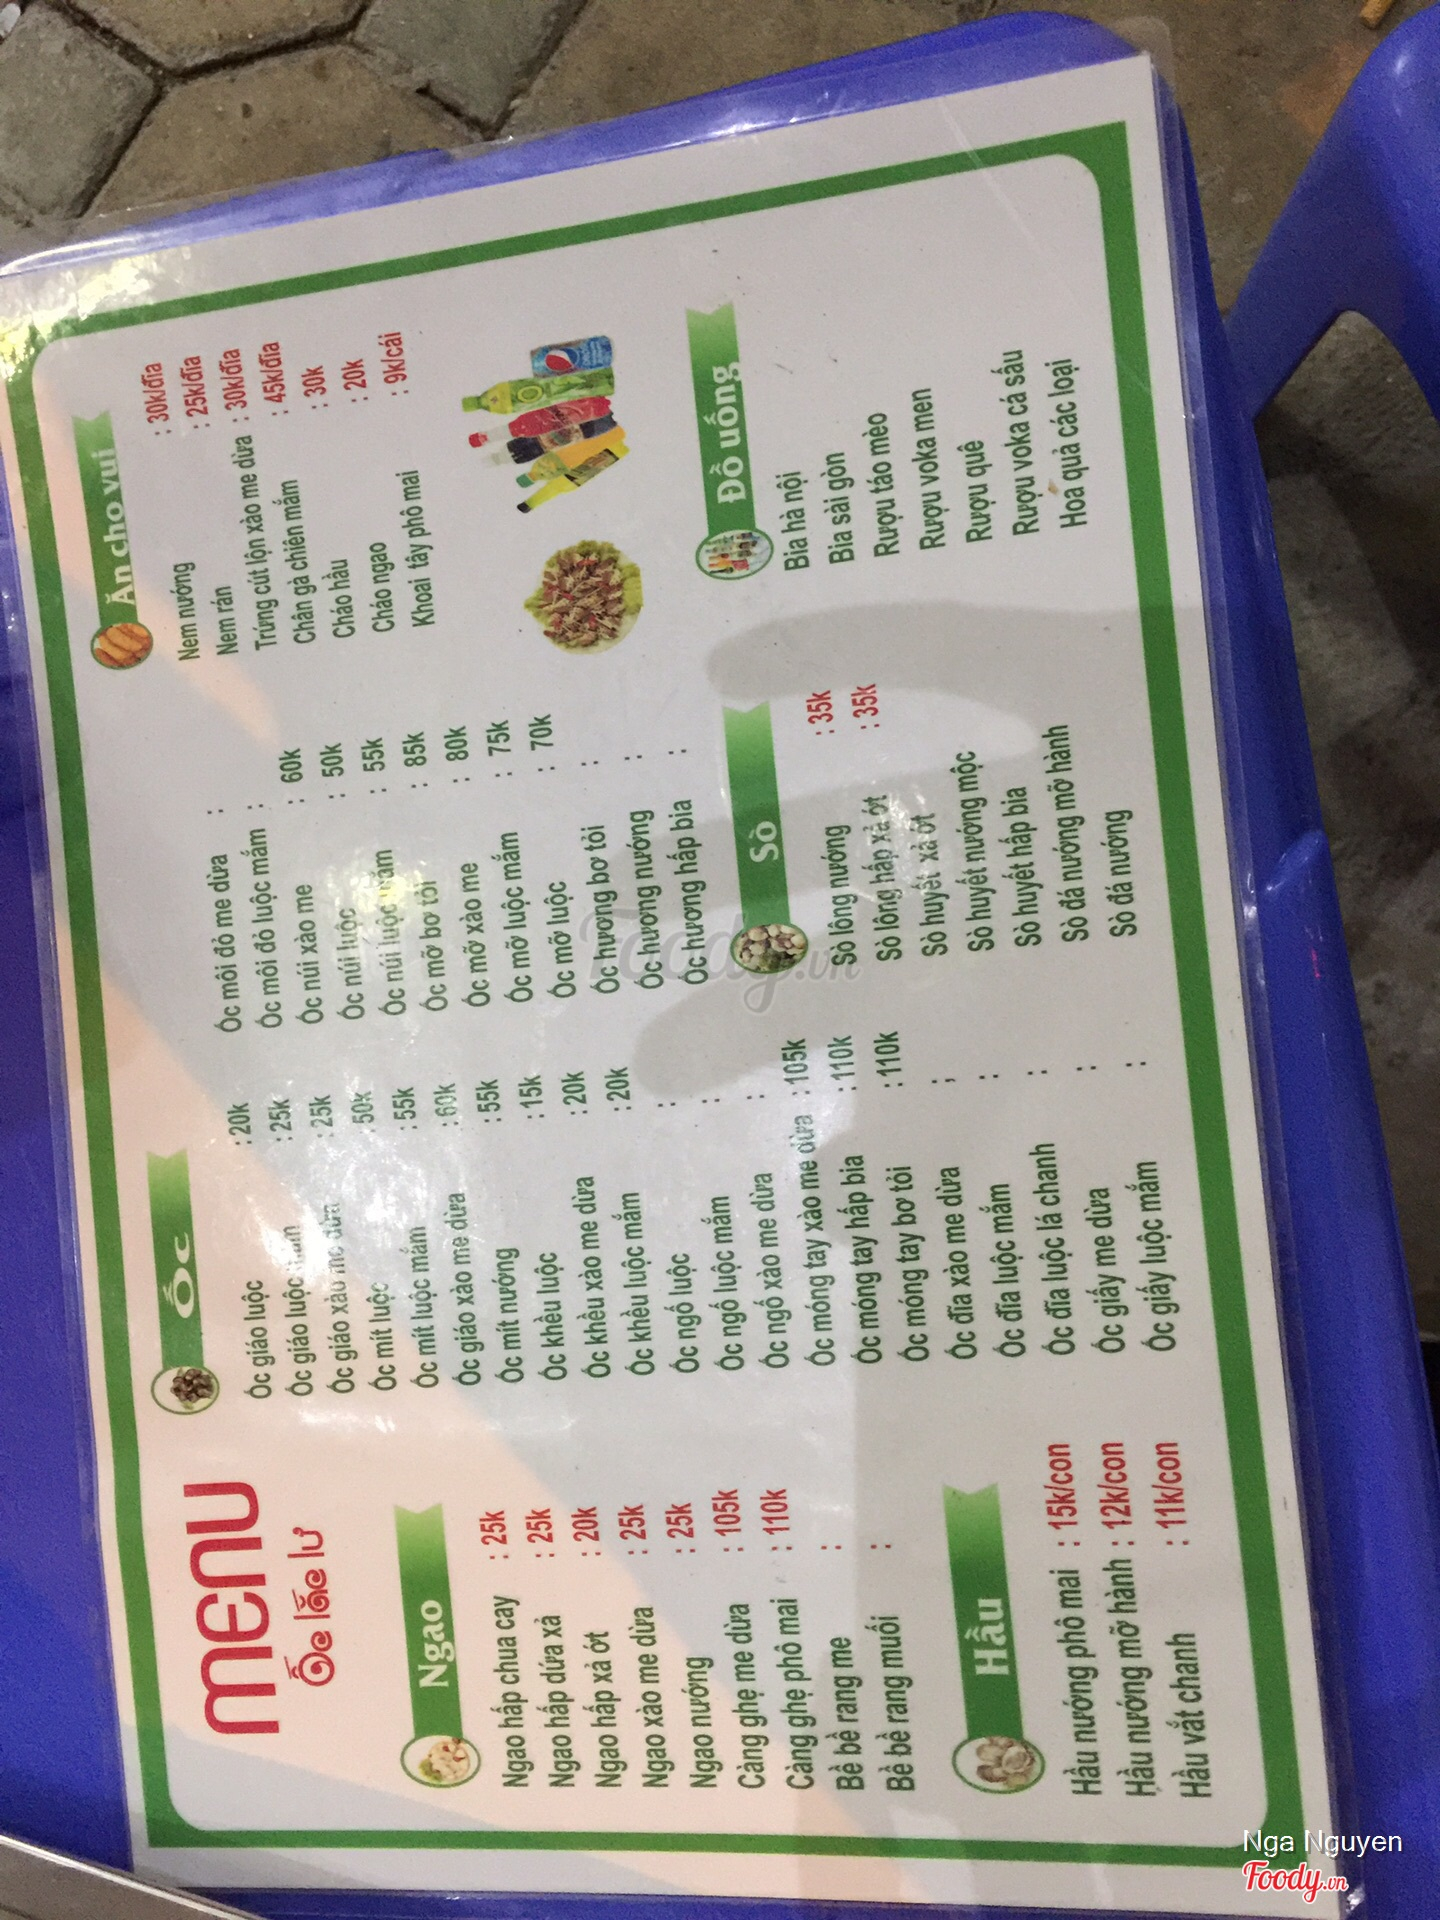 MENU
Ốc lắc lư
Ngao
Ngao hấp chua cay : 25k
Ngao hấp dứa xả : 25k
Ngao hấp xả ớt : 20k
Ngao xào me dừa : 25k
Ngao nướng : 25k
Càng ghẹ me dừa : 105k
Càng ghẹ phô mai : 110k
Bề bề rang me :
Bề bề rang muối :
Hầu
Hầu nướng phô mai : 15k/con
Hầu nướng mỡ hành : 12k/con
Hầu vắt chanh : 11k/con
Ốc
Ốc giáo luộc : 20k
Ốc giáo luộc mắm : 25k
Ốc giáo xào me dừa : 25k
Ốc mít luộc 50k
Ốc mít luộc mắm : 55k
Ốc giáo xào me dừa : 60k
Ốc mít nướng : 55k
Ốc khều luộc : 15k
Ốc khều xào me dừa : 20k
Ốc khều luộc mắm : 20k
Ốc ngố luộc :
Ốc ngố luộc mắm :
Ốc ngố xào me dừa :
Ốc móng tay xào me dừa : 105k
Ốc móng tay hấp bia : 110k
Ốc móng tay bơ tỏi : 110k
Ốc đĩa xào me dừa :
Ốc đĩa luộc mắm :
Ốc đĩa luộc lá chanh :
Ốc giấy me dừa :
Ốc giấy luộc mắm :
Ốc môi đỏ me dừa :
Ốc môi đỏ luộc mắm :
Ốc núi xào me : 60k
Ốc núi luộc : 50k
Ốc núi luộc mắm : 55k
Ốc mỡ bơ tỏi : 85k
Ốc mỡ xào me : 80k
Ốc mỡ luộc mắm : 75k
Ốc mỡ luộc : 70k
Ốc hương bơ tỏi :
Ốc hương nướng :
Ốc hương hấp bia :
Sò
Sò lông nướng : 35k
Sò lông hấp xả ớt : 35k
Sò huyết xả ớt
Sò huyết nướng mộc
Sò huyết hấp bia
Sò đá nướng mỡ hành
Sò đá nướng
Ăn cho vui
Nem nướng : 30k/đĩa
Nem rán : 25k/đĩa
Trứng cút lộn xào me dừa : 30k/đĩa
Chân gà chiên mắm : 45k/đĩa
Cháo hầu : 30k
Cháo ngao : 20k
Khoai tây phô mai : 9k/cái
Đồ uống
Bia hà nội
Bia sài gòn
Rượu táo mèo
Rượu voka men
Rượu quê
Rượu voka cá sấu
Hoa quả các loại
Foody.vn
Nga Nguyen
Foody.vn